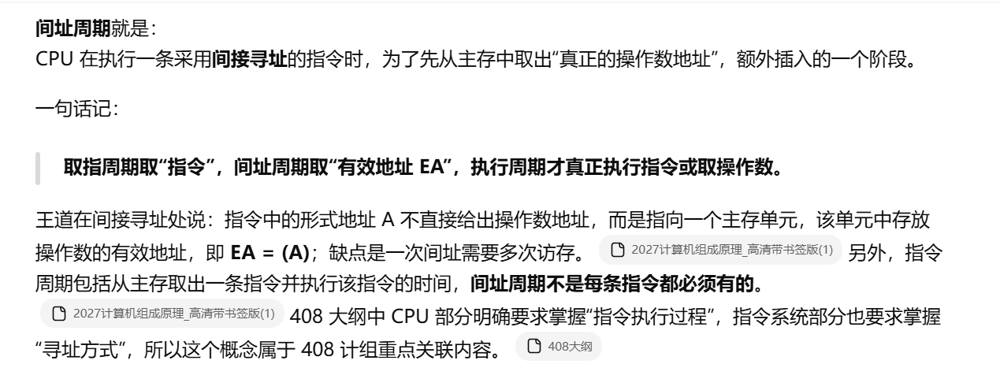 间址周期就是：
CPU 在执行一条采用间接寻址的指令时，为了先从主存中取出“真正的操作数地址”，额外插入的一个阶段。
一句话记：
取指周期取“指令”，间址周期取“有效地址 EA”，执行周期才真正执行指令或取操作数。
王道在间接寻址处说：指令中的形式地址 A 不直接给出操作数地址，而是指向一个主存单元，该单元中存放
操作数的有效地址，即 EA = (A)；缺点是一次间址需要多次访存。 2027计算机组成原理_高清带书签版(1) 另外，指令
周期包括从主存取出一条指令并执行该指令的时间，间址周期不是每条指令都必须有的。
2027计算机组成原理_高清带书签版(1) 408 大纲中 CPU 部分明确要求掌握“指令执行过程”，指令系统部分也要求掌握
“寻址方式”，所以这个概念属于 408 计组重点关联内容。 408大纲